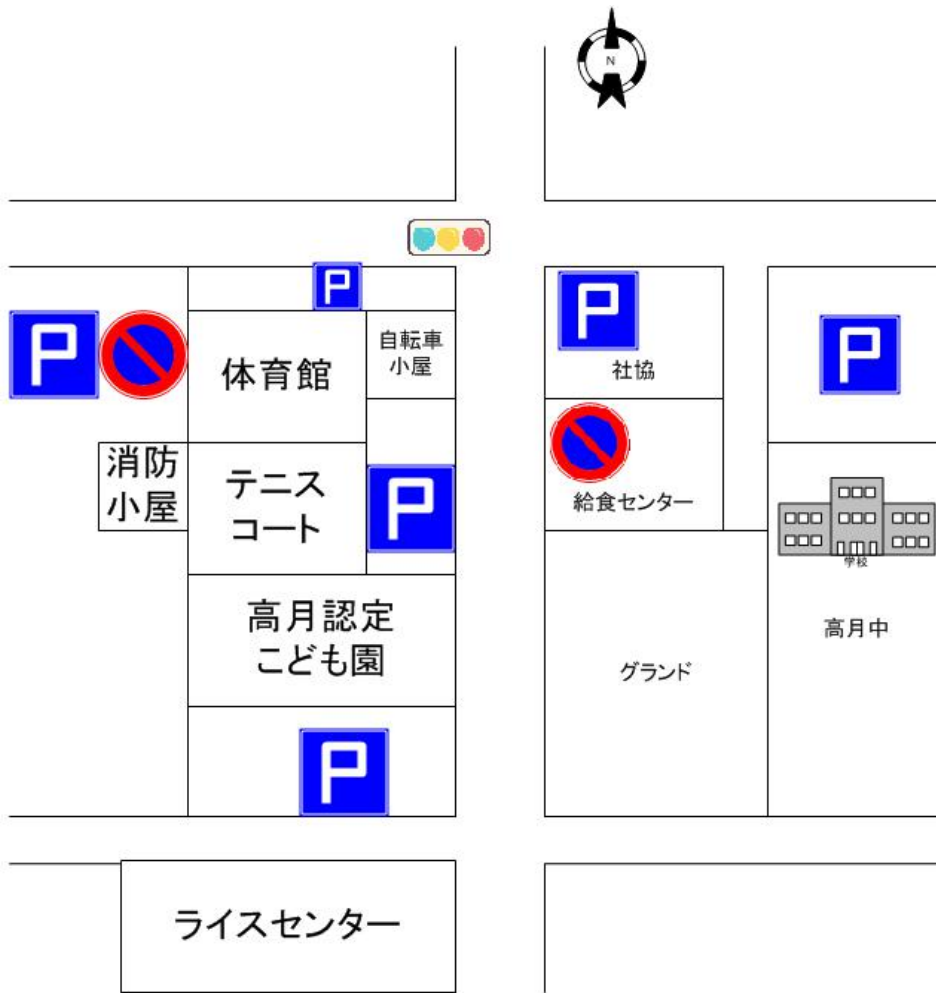 N
P
P
P
体育館
自転車
小屋
社協
P
消防
小屋
テニス
コート
P
給食センター
学校
高月中
高月認定
こども園
グランド
P
ライスセンター